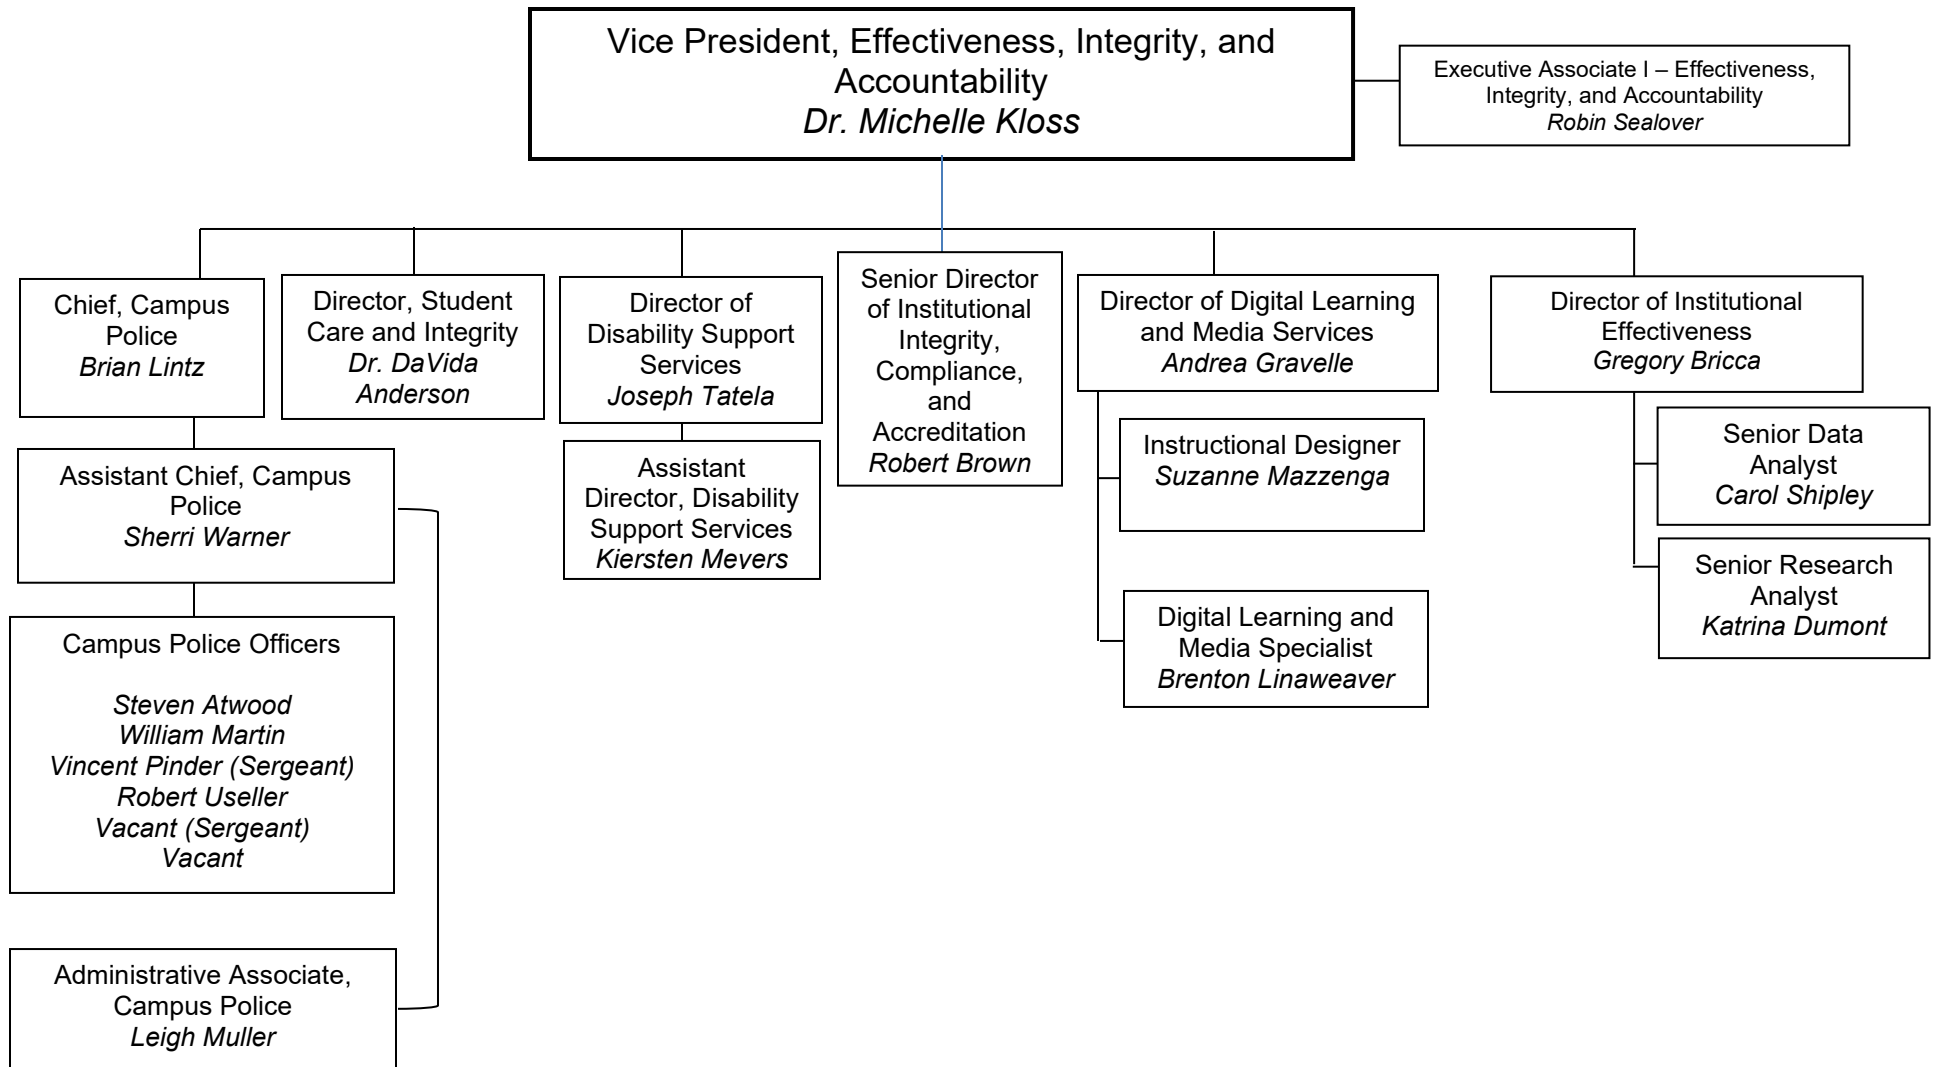 Vice President, Effectiveness, Integrity, and
Accountability
Dr. Michelle Kloss
Executive Associate I – Effectiveness,
Integrity, and Accountability
Robin Sealover
Chief, Campus
Police
Brian Lintz
Director, Student
Care and Integrity
Dr. DaVida
Anderson
Director of
Disability Support
Services
Joseph Tatela
Senior Director
of Institutional
Integrity,
Compliance,
and
Accreditation
Robert Brown
Director of Digital Learning
and Media Services
Andrea Gravelle
Director of Institutional
Effectiveness
Gregory Bricca
Assistant Chief, Campus
Police
Sherri Warner
Assistant
Director, Disability
Support Services
Kiersten Mevers
Instructional Designer
Suzanne Mazzenga
Senior Data
Analyst
Carol Shipley
Senior Research
Analyst
Katrina Dumont
Digital Learning and
Media Specialist
Brenton Linaweaver
Campus Police Officers
Steven Atwood
William Martin
Vincent Pinder (Sergeant)
Robert Useller
Vacant (Sergeant)
Vacant
Administrative Associate,
Campus Police
Leigh Muller